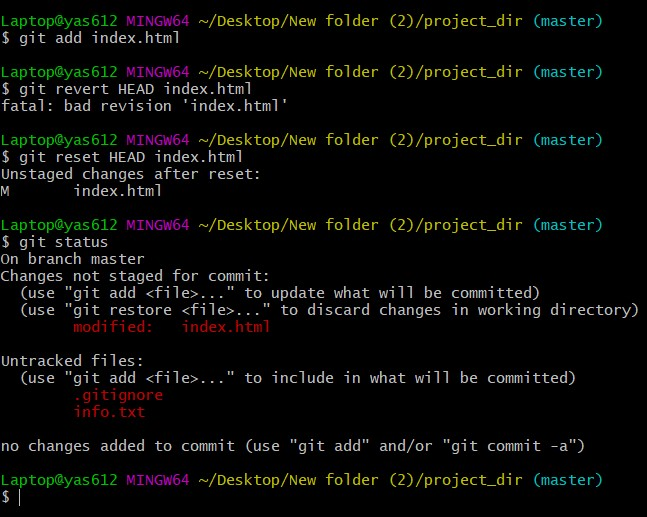 Laptop@yas612 MINGW64 ~/Desktop/New folder (2)/project_dir (master)
$ git add index.html
Laptop@yas612 MINGW64 ~/Desktop/New folder (2)/project_dir (master)
$ git revert HEAD index.html
fatal: bad revision 'index.html'
Laptop@yas612 MINGW64 ~/Desktop/New folder (2)/project_dir (master)
$ git reset HEAD index.html
Unstaged changes after reset:
M       index.html
Laptop@yas612 MINGW64 ~/Desktop/New folder (2)/project_dir (master)
$ git status
On branch master
Changes not staged for commit:
  (use "git add <file>..." to update what will be committed)
  (use "git restore <file>..." to discard changes in working directory)
        modified:   index.html
Untracked files:
  (use "git add <file>..." to include in what will be committed)
        .gitignore
        info.txt
no changes added to commit (use "git add" and/or "git commit -a")
Laptop@yas612 MINGW64 ~/Desktop/New folder (2)/project_dir (master)
$